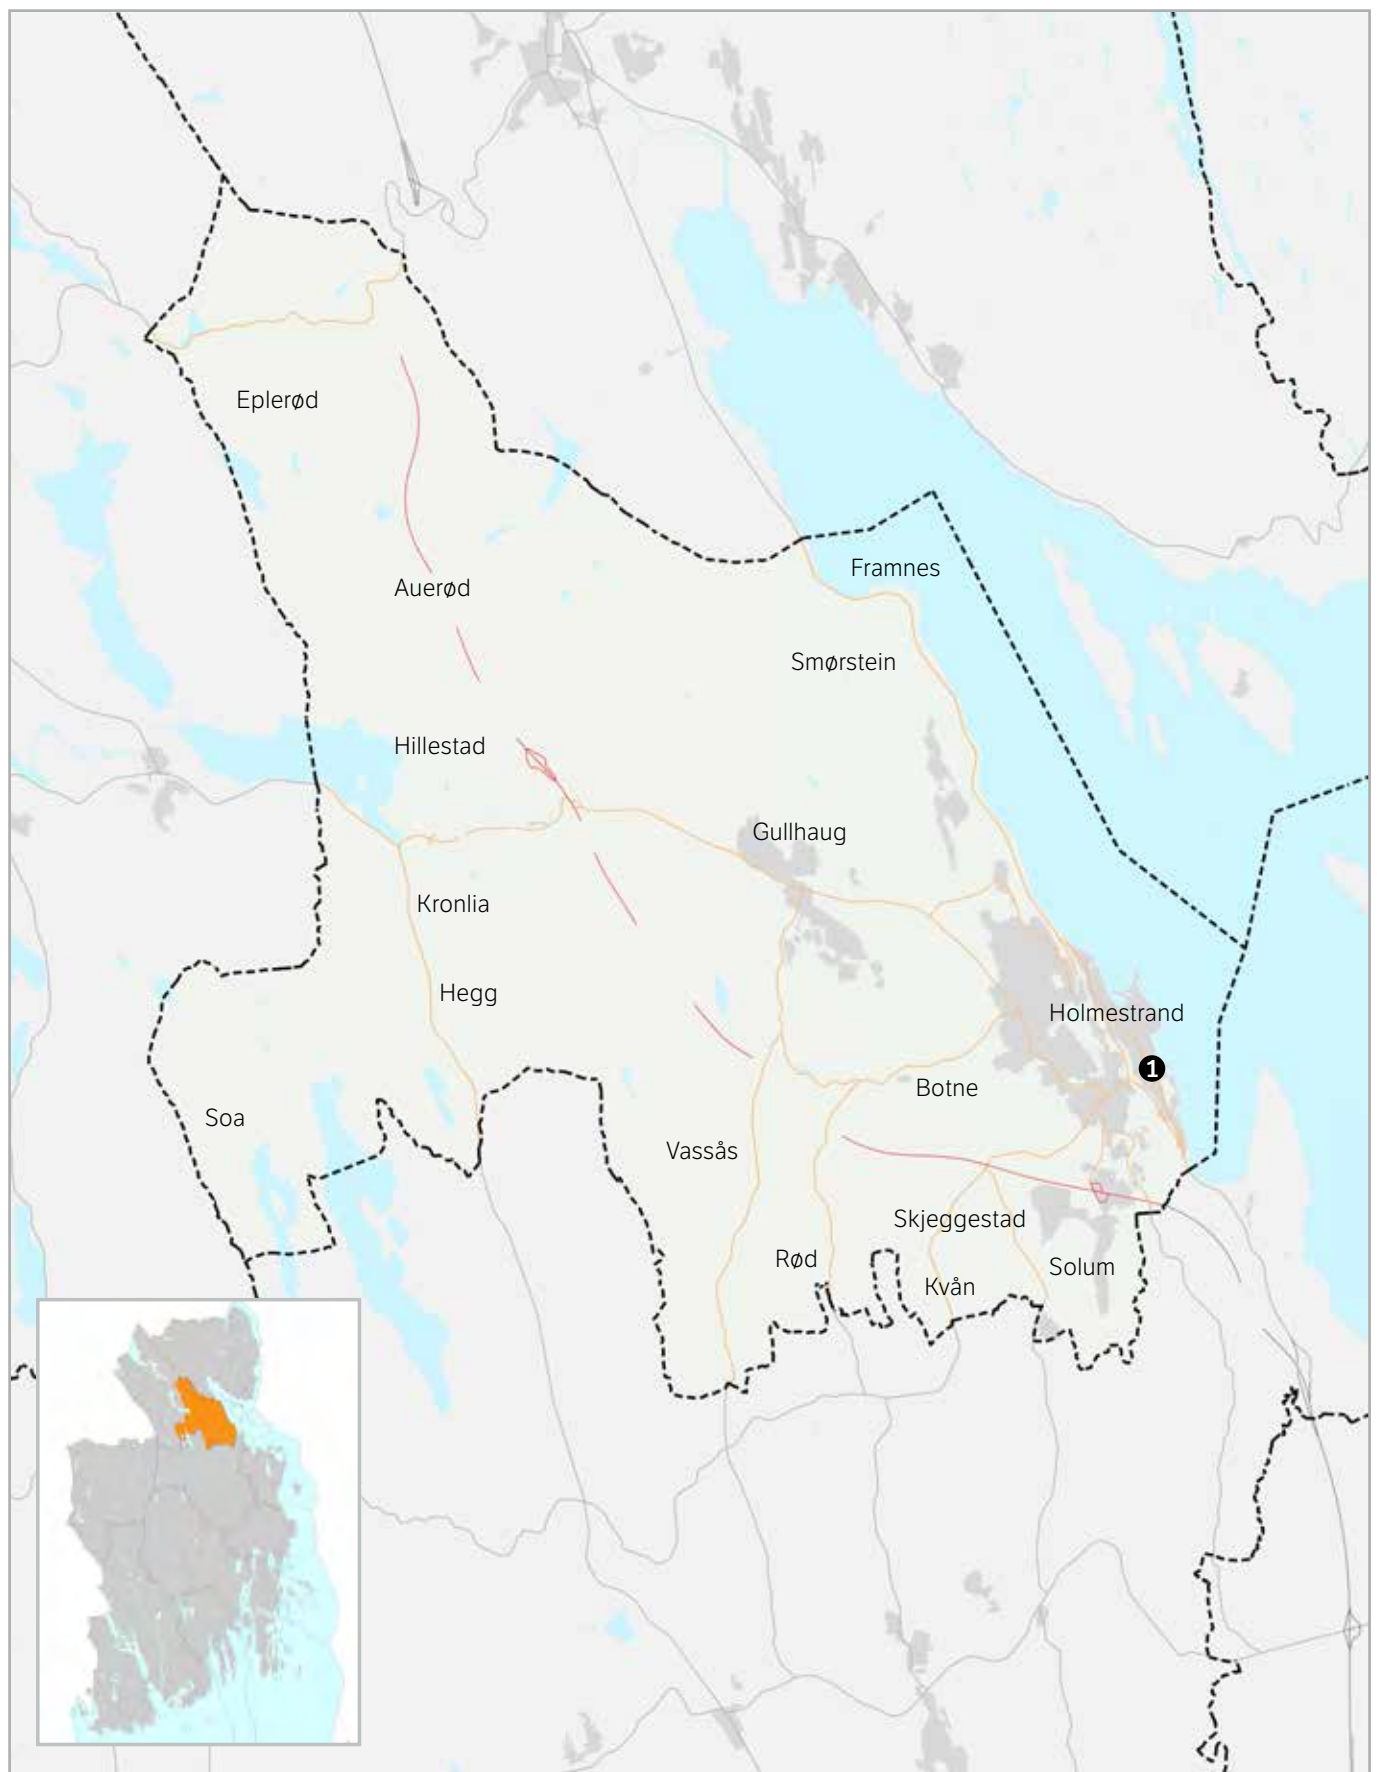 Eplerød
Framnes
Auerød
Smørstein
Hillestad
Gullhaug
Kronlia
Hegg
Holmestrand
1
Botne
Soa
Vassås
Skjeggestad
Rød
Solum
Kvån